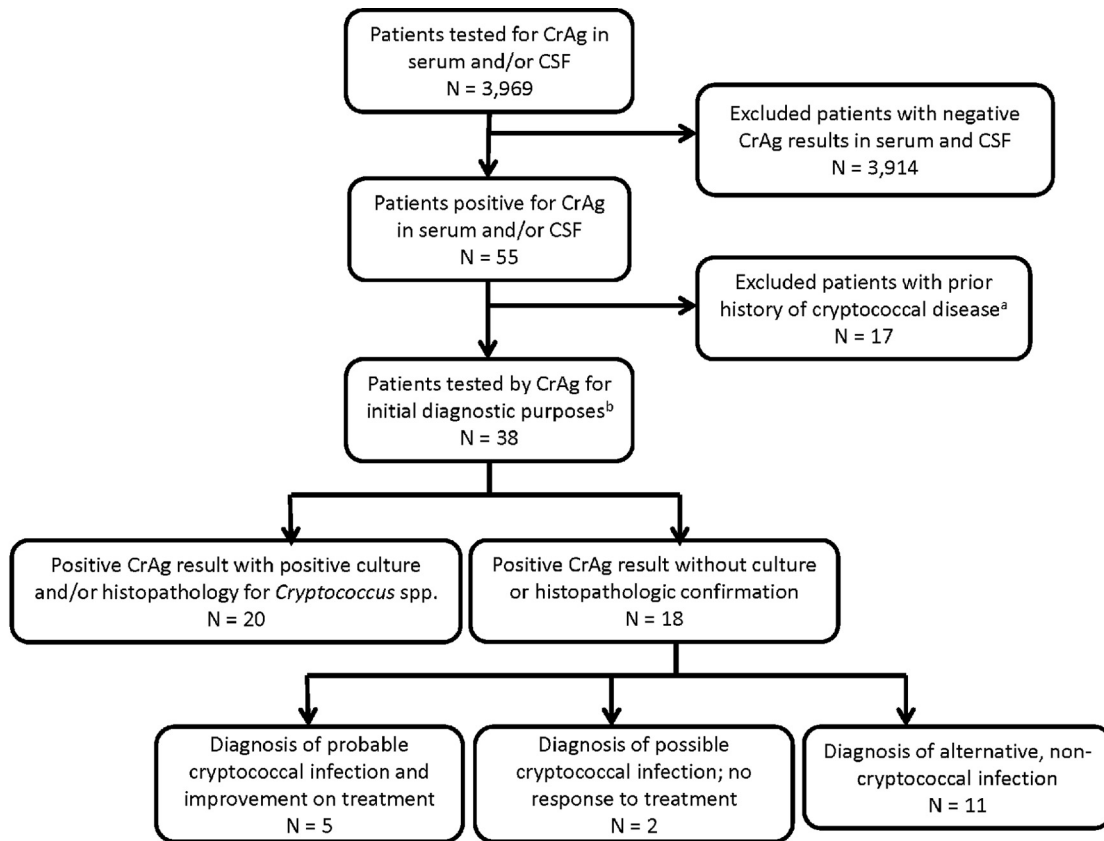 Patients tested for CrAg in
serum and/or CSF
N = 3,969
Excluded patients with negative
CrAg results in serum and CSF
N = 3,914
Patients positive for CrAg
in serum and/or CSF
N = 55
Excluded patients with prior
history of cryptococcal diseaseᵃ
N = 17
Patients tested by CrAg for
initial diagnostic purposesᵇ
N = 38
Positive CrAg result with positive culture
and/or histopathology for Cryptococcus spp.
N = 20
Positive CrAg result without culture
or histopathologic confirmation
N = 18
Diagnosis of probable
cryptococcal infection and
improvement on treatment
N = 5
Diagnosis of possible
cryptococcal infection; no
response to treatment
N = 2
Diagnosis of alternative, non-
cryptococcal infection
N = 11